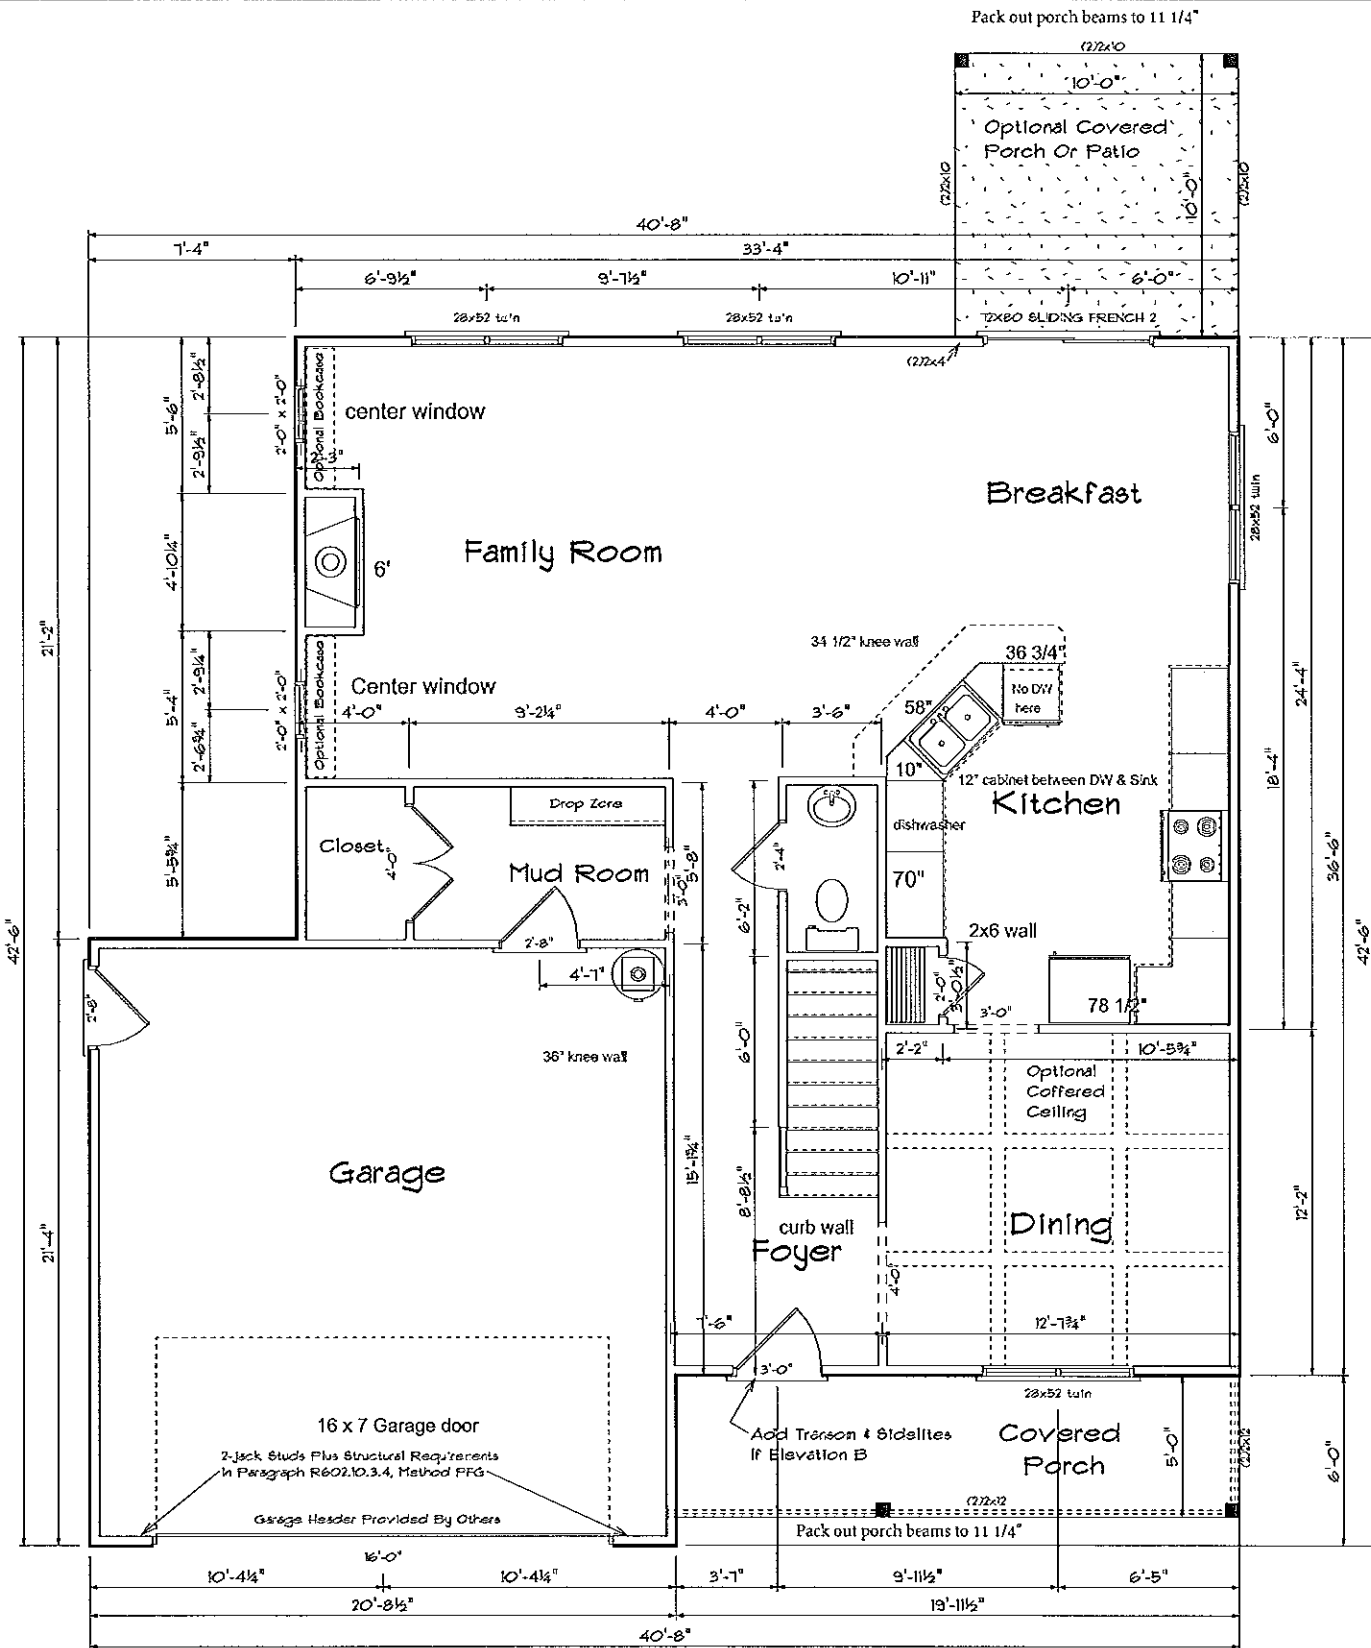 Pack out porch beams to 11 1/4"
(2)2x10
10'-0"
Optional Covered
Porch Or Patio
(2)2x10
10'-0"
(2)2x10
40'-8"
7'-4"
33'-4"
6'-9½"
9'-7½"
10'-11"
6'-0"
28x52 twin
28x52 twin
72X80 SLIDING FRENCH 2
(2)2x4
2'-8½"
5'-6"
2'-9½"
2'-0" x 2'-0"
Optional Bookcase
center window
2'-3"
6'-0"
Breakfast
28x52 twin
Family Room
6'
4'-10¼"
21'-2"
34 1/2" knee wall
36 3/4"
No DW
here
58"
24'-4"
Center window
2'-9¼"
5'-4"
2'-6¾"
2'-0" x 2'-0"
Optional Bookcase
4'-0"
9'-2¼"
4'-0"
3'-6"
10"
12" cabinet between DW & Sink
Kitchen
18'-4"
Drop Zone
dishwasher
Closet
4'-0"
Mud Room
3'-0"
5'-8"
2'-4"
5'-5¾"
70"
36'-6"
6'-2"
42'-6"
2'-8"
2x6 wall
42'-6"
4'-7"
2'-0"
3'-0½"
2'-8"
78 1/2"
3'-0"
36" knee wall
6'-0"
2'-2"
10'-5¾"
Optional
Coffered
Ceiling
Garage
15'-1¾"
8'-8½"
12'-2"
curb wall
Foyer
Dining
21'-4"
4'-0"
12'-7¾"
3'-0"
28x52 twin
16 x 7 Garage door
2-Jack Studs Plus Structural Requirements
In Paragraph R602.10.3.4, Method PFG
Add Transom & Sidelites
If Elevation B
Covered
Porch
5'-0"
(2)2x12
6'-0"
(2)2x12
Garage Header Provided By Others
Pack out porch beams to 11 1/4"
16'-0"
10'-4¼"
10'-4¼"
3'-7"
9'-11½"
6'-5"
20'-8½"
19'-11½"
40'-8"